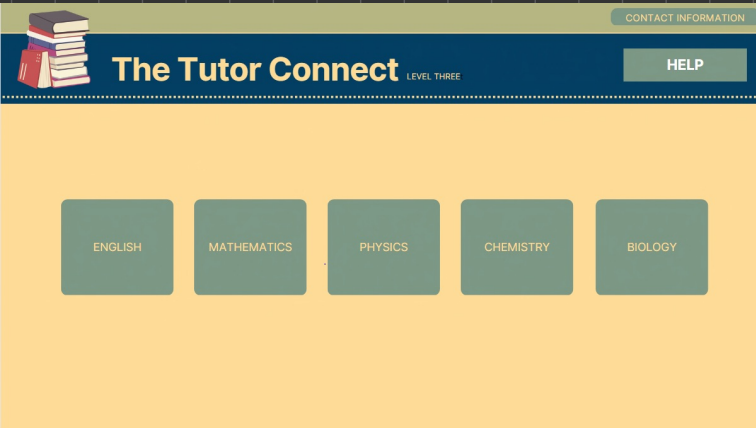 CONTACT INFORMATION
The Tutor Connect LEVEL THREE
HELP
ENGLISH
MATHEMATICS
PHYSICS
CHEMISTRY
BIOLOGY